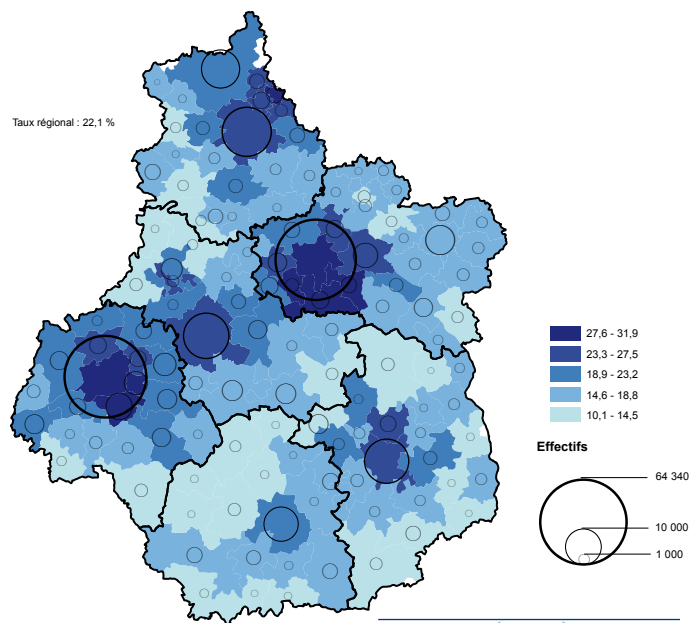 Taux régional : 22,1 %
27,6 - 31,9
23,3 - 27,5
18,9 - 23,2
14,6 - 18,8
10,1 - 14,5
Effectifs
64 340
10 000
1 000